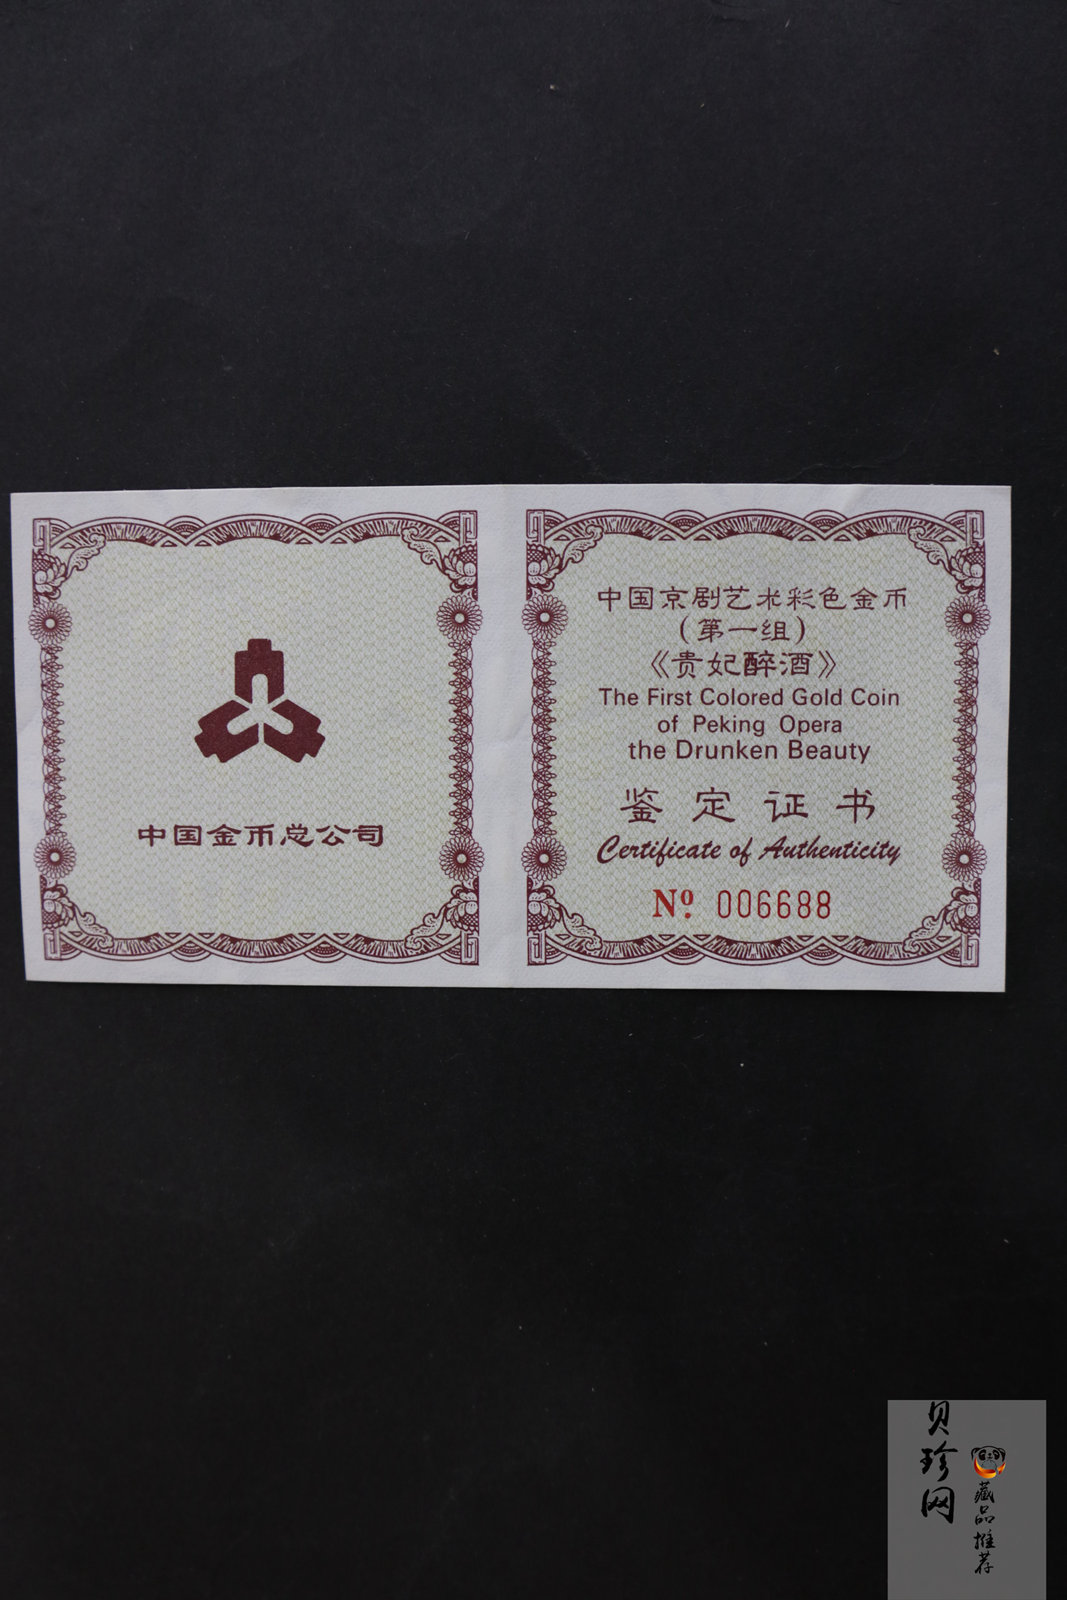 中国金币总公司
中国京剧艺术彩色金币
(第一组)
《贵妃醉酒》
The First Colored Gold Coin
of Peking Opera
the Drunken Beauty
鉴定证书
Certificate of Authenticity
Nº. 006688
贝珍网
藏品推荐